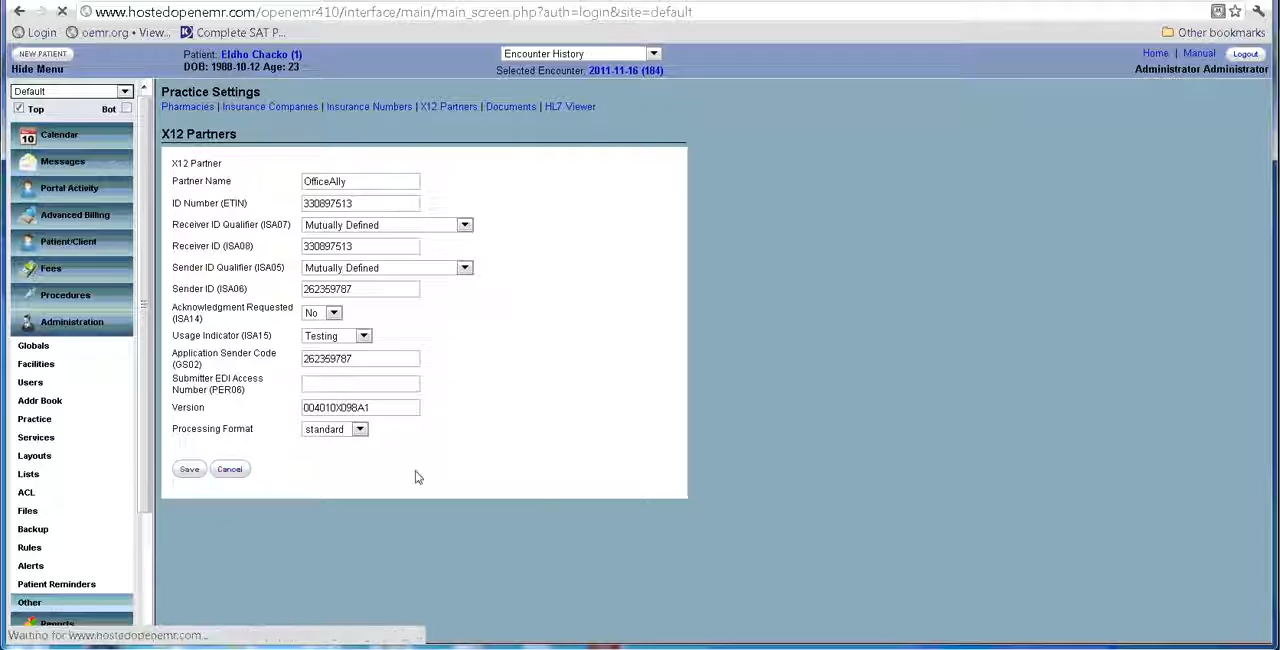 www.hostedopenemr.com/openemr410/interface/main/main_screen.php?auth=login&site=default
Login oemr.org • View... Complete SAT P... Other bookmarks
NEW PATIENT
Hide Menu
Patient: Eldho Chacko (1)
DOB: 1988-10-12 Age: 23
Encounter History
Selected Encounter: 2011-11-16 (184)
Home | Manual Logout
Administrator Administrator
Default
Top Bot
10 Calendar
Messages
Portal Activity
Advanced Billing
Patient/Client
Fees
Procedures
Administration
Globals
Facilities
Users
Addr Book
Practice
Services
Layouts
Lists
ACL
Files
Backup
Rules
Alerts
Patient Reminders
Other
Reports
Practice Settings
Pharmacies | Insurance Companies | Insurance Numbers | X12 Partners | Documents | HL7 Viewer
X12 Partners
X12 Partner
Partner Name OfficeAlly
ID Number (ETIN) 330897513
Receiver ID Qualifier (ISA07) Mutually Defined
Receiver ID (ISA08) 330897513
Sender ID Qualifier (ISA05) Mutually Defined
Sender ID (ISA06) 262359787
Acknowledgment Requested
(ISA14) No
Usage Indicator (ISA15) Testing
Application Sender Code
(GS02) 262359787
Submitter EDI Access
Number (PER06)
Version 004010X098A1
Processing Format standard
Save Cancel
Waiting for www.hostedopenemr.com...